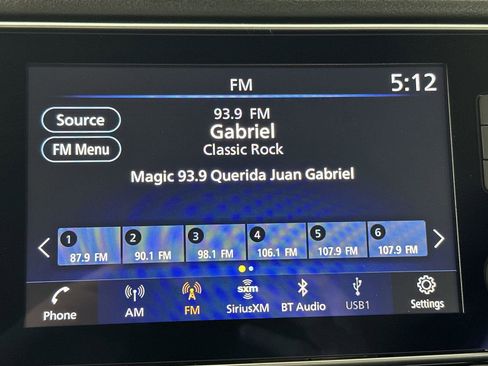 FM 5:12
Source
93.9 FM
Gabriel
FM Menu
Classic Rock
Magic 93.9 Querida Juan Gabriel
1 2 3 4 5 6
87.9 FM 90.1 FM 98.1 FM 106.1 FM 107.9 FM 107.9 FM
sxm
Phone AM FM SiriusXM BT Audio USB1 Settings